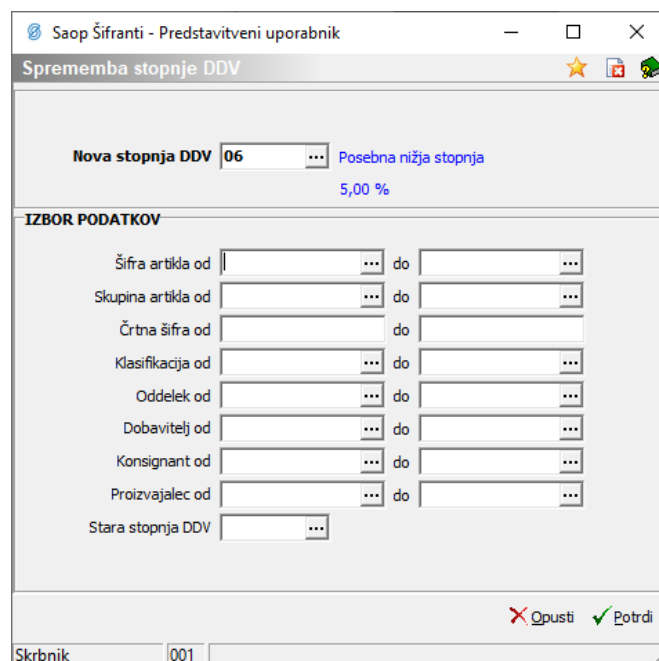 Saop Šifranti - Predstavitveni uporabnik
Sprememba stopnje DDV
Nova stopnja DDV 06 ... Posebna nižja stopnja
5,00 %
IZBOR PODATKOV
Šifra artikla od ... do ...
Skupina artikla od ... do ...
Črtna šifra od do
Klasifikacija od ... do ...
Oddelek od ... do ...
Dobavitelj od ... do ...
Konsignant od ... do ...
Proizvajalec od ... do ...
Stara stopnja DDV ...
Opusti Potrdi
Skrbnik 001